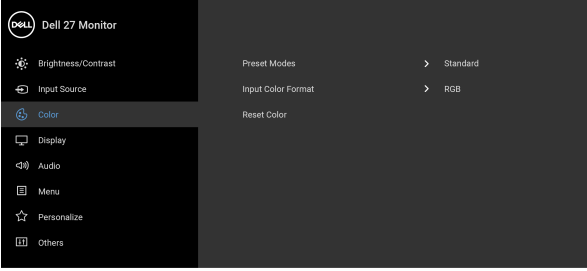 DELL Dell 27 Monitor
Brightness/Contrast
Input Source
Color
Display
Audio
Menu
Personalize
Others
Preset Modes > Standard
Input Color Format > RGB
Reset Color